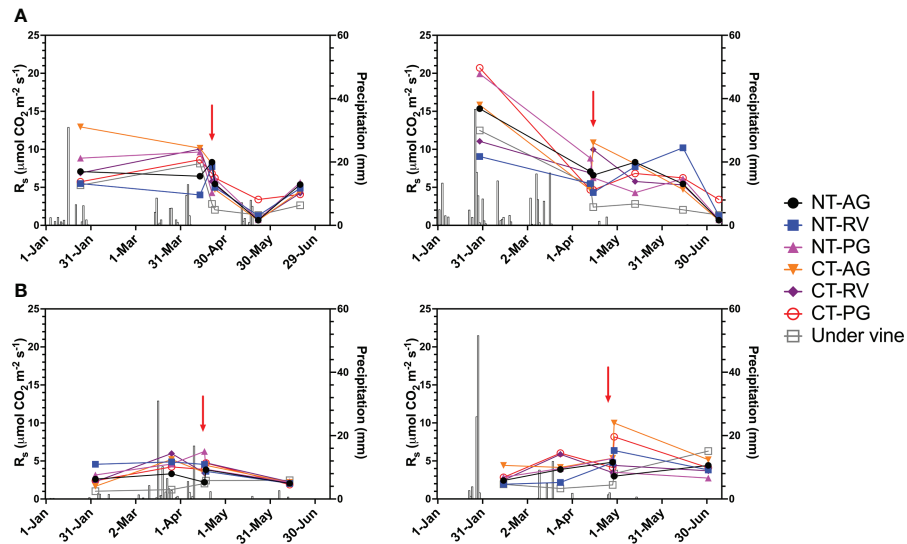 A
25
20
15
10
5
0
Rs (μmol CO2 m-2 s-1)
60
40
20
0
Precipitation (mm)
1-Jan
31-Jan
2-Mar
31-Mar
30-Apr
30-May
29-Jun
25
20
15
10
5
0
Rs (μmol CO2 m-2 s-1)
60
40
20
0
Precipitation (mm)
1-Jan
31-Jan
2-Mar
1-Apr
1-May
31-May
30-Jun
NT-AG
NT-RV
NT-PG
CT-AG
CT-RV
CT-PG
Under vine
B
25
20
15
10
5
0
Rs (μmol CO2 m-2 s-1)
60
40
20
0
Precipitation (mm)
1-Jan
31-Jan
2-Mar
1-Apr
1-May
31-May
30-Jun
25
20
15
10
5
0
Rs (μmol CO2 m-2 s-1)
60
40
20
0
Precipitation (mm)
1-Jan
31-Jan
2-Mar
1-Apr
1-May
31-May
30-Jun